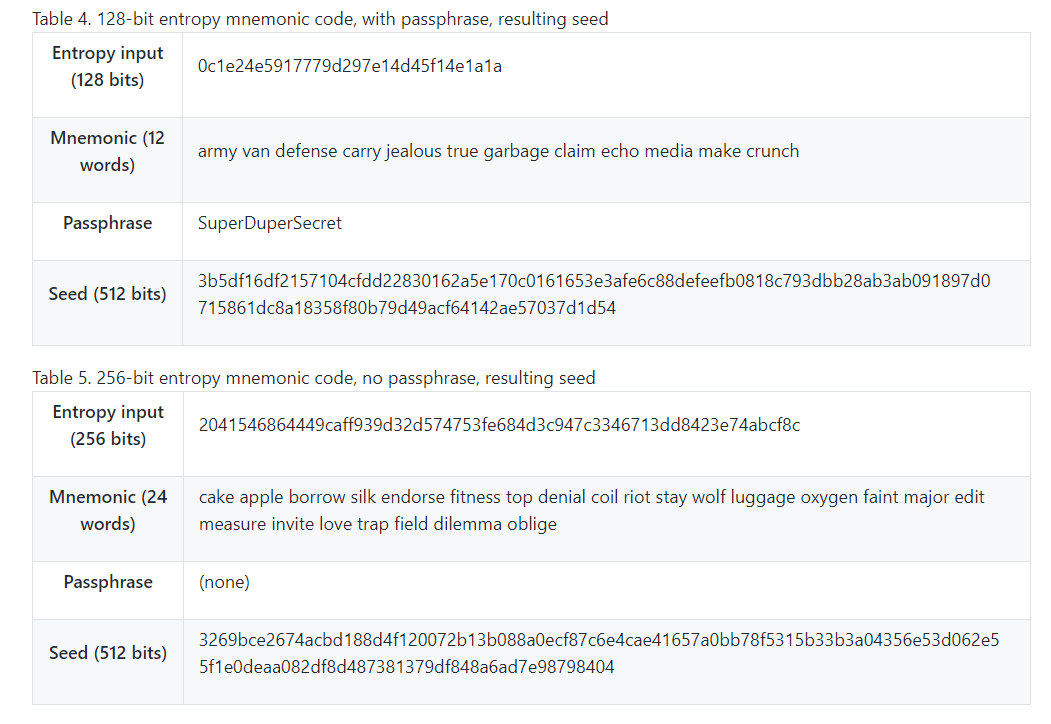 Table 4. 128-bit entropy mnemonic code, with passphrase, resulting seed
Entropy input
(128 bits)
0c1e24e5917779d297e14d45f14e1a1a
Mnemonic (12
words)
army van defense carry jealous true garbage claim echo media make crunch
Passphrase
SuperDuperSecret
Seed (512 bits)
3b5df16df2157104cfdd22830162a5e170c0161653e3afe6c88defeefb0818c793dbb28ab3ab091897d0
715861dc8a18358f80b79d49acf64142ae57037d1d54
Table 5. 256-bit entropy mnemonic code, no passphrase, resulting seed
Entropy input
(256 bits)
2041546864449caff939d32d574753fe684d3c947c3346713dd8423e74abcf8c
Mnemonic (24
words)
cake apple borrow silk endorse fitness top denial coil riot stay wolf luggage oxygen faint major edit
measure invite love trap field dilemma oblige
Passphrase
(none)
Seed (512 bits)
3269bce2674acbd188d4f120072b13b088a0ecf87c6e4cae41657a0bb78f5315b33b3a04356e53d062e5
5f1e0deaa082df8d487381379df848a6ad7e98798404